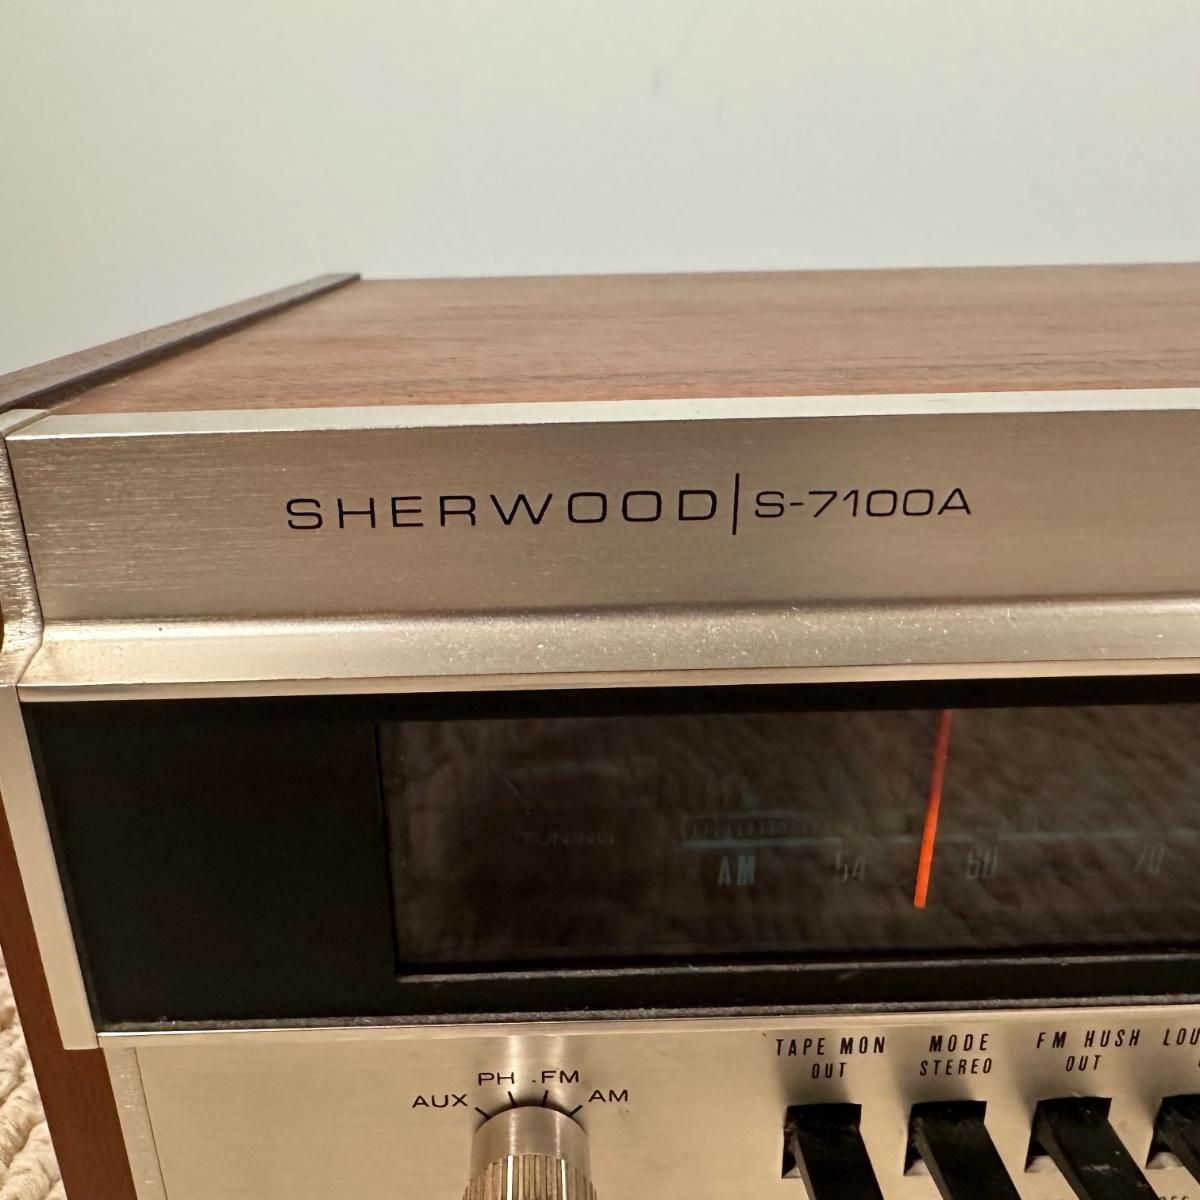 SHERWOOD | S-7100A
TUNING
AM 54 60 70
TAPE MON MODE FM HUSH
OUT STEREO OUT
AUX PH FM AM